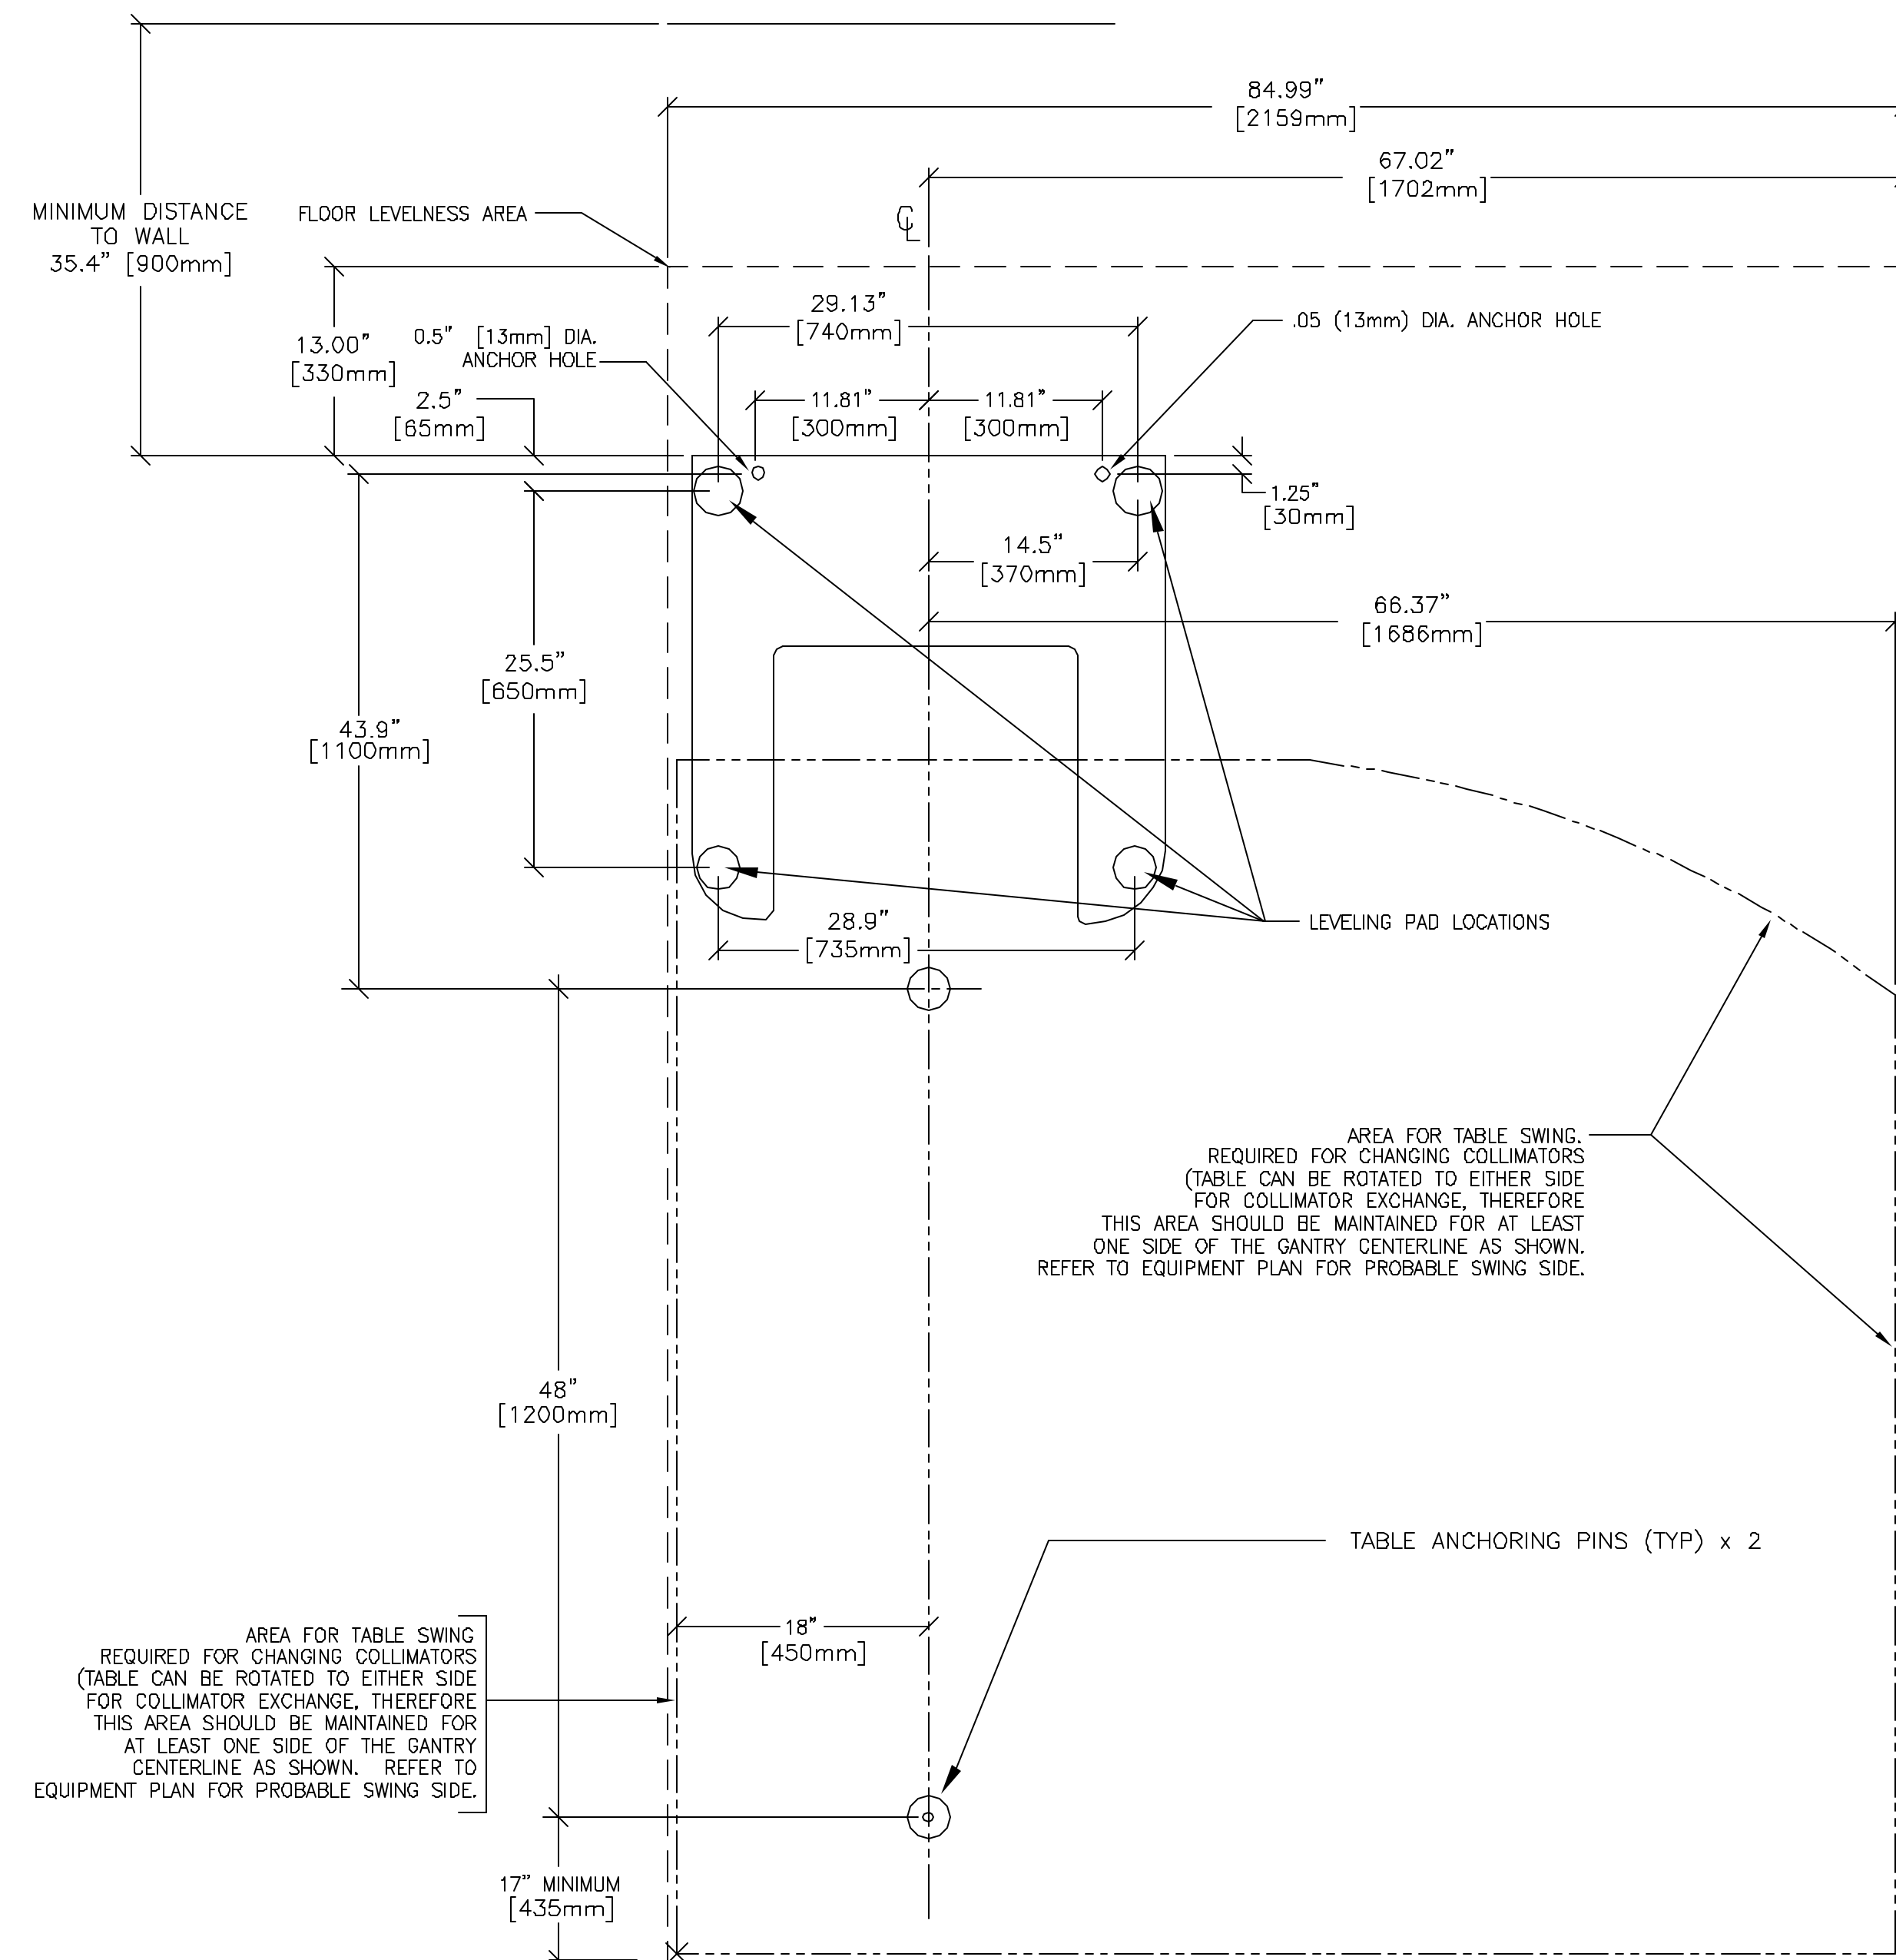 84.99"
[2159mm]
67.02"
[1702mm]
MINIMUM DISTANCE
TO WALL
35.4" [900mm]
FLOOR LEVELNESS AREA
CL
29.13"
[740mm]
.05 (13mm) DIA. ANCHOR HOLE
13.00"
[330mm]
0.5" [13mm] DIA.
ANCHOR HOLE
2.5"
[65mm]
11.81"
[300mm]
11.81"
[300mm]
1.25"
[30mm]
14.5"
[370mm]
66.37"
[1686mm]
25.5"
[650mm]
43.9"
[1100mm]
28.9"
[735mm]
LEVELING PAD LOCATIONS
AREA FOR TABLE SWING.
REQUIRED FOR CHANGING COLLIMATORS
(TABLE CAN BE ROTATED TO EITHER SIDE
FOR COLLIMATOR EXCHANGE, THEREFORE
THIS AREA SHOULD BE MAINTAINED FOR AT LEAST
ONE SIDE OF THE GANTRY CENTERLINE AS SHOWN.
REFER TO EQUIPMENT PLAN FOR PROBABLE SWING SIDE.
48"
[1200mm]
TABLE ANCHORING PINS (TYP) x 2
18"
[450mm]
AREA FOR TABLE SWING
REQUIRED FOR CHANGING COLLIMATORS
(TABLE CAN BE ROTATED TO EITHER SIDE
FOR COLLIMATOR EXCHANGE, THEREFORE
THIS AREA SHOULD BE MAINTAINED FOR
AT LEAST ONE SIDE OF THE GANTRY
CENTERLINE AS SHOWN. REFER TO
EQUIPMENT PLAN FOR PROBABLE SWING SIDE.
17" MINIMUM
[435mm]